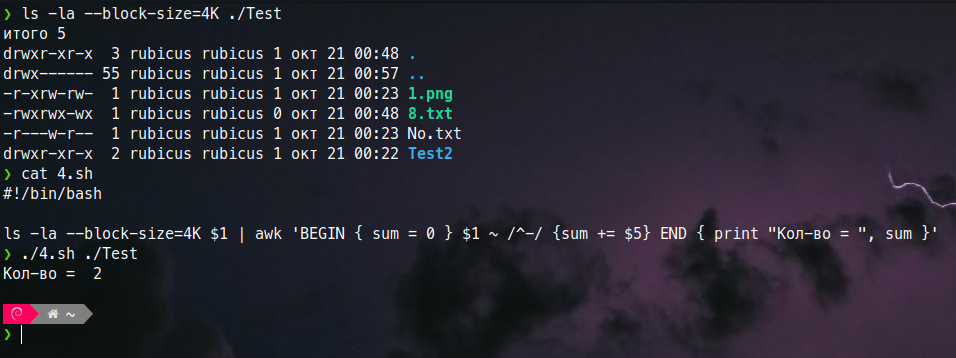 ❯ ls -la --block-size=4K ./Test
итого 5
drwxr-xr-x  3 rubicus rubicus 1 окт 21 00:48 .
drwx------ 55 rubicus rubicus 1 окт 21 00:57 ..
-r-xrw-rw-  1 rubicus rubicus 1 окт 21 00:23 1.png
-rwxrwx-wx  1 rubicus rubicus 0 окт 21 00:48 8.txt
-r---w-r--  1 rubicus rubicus 1 окт 21 00:23 No.txt
drwxr-xr-x  2 rubicus rubicus 1 окт 21 00:22 Test2
❯ cat 4.sh
#!/bin/bash
ls -la --block-size=4K $1 | awk 'BEGIN { sum = 0 } $1 ~ /^-/ {sum += $5} END { print "Кол-во = ", sum }'
❯ ./4.sh ./Test
Кол-во =  2
~
❯